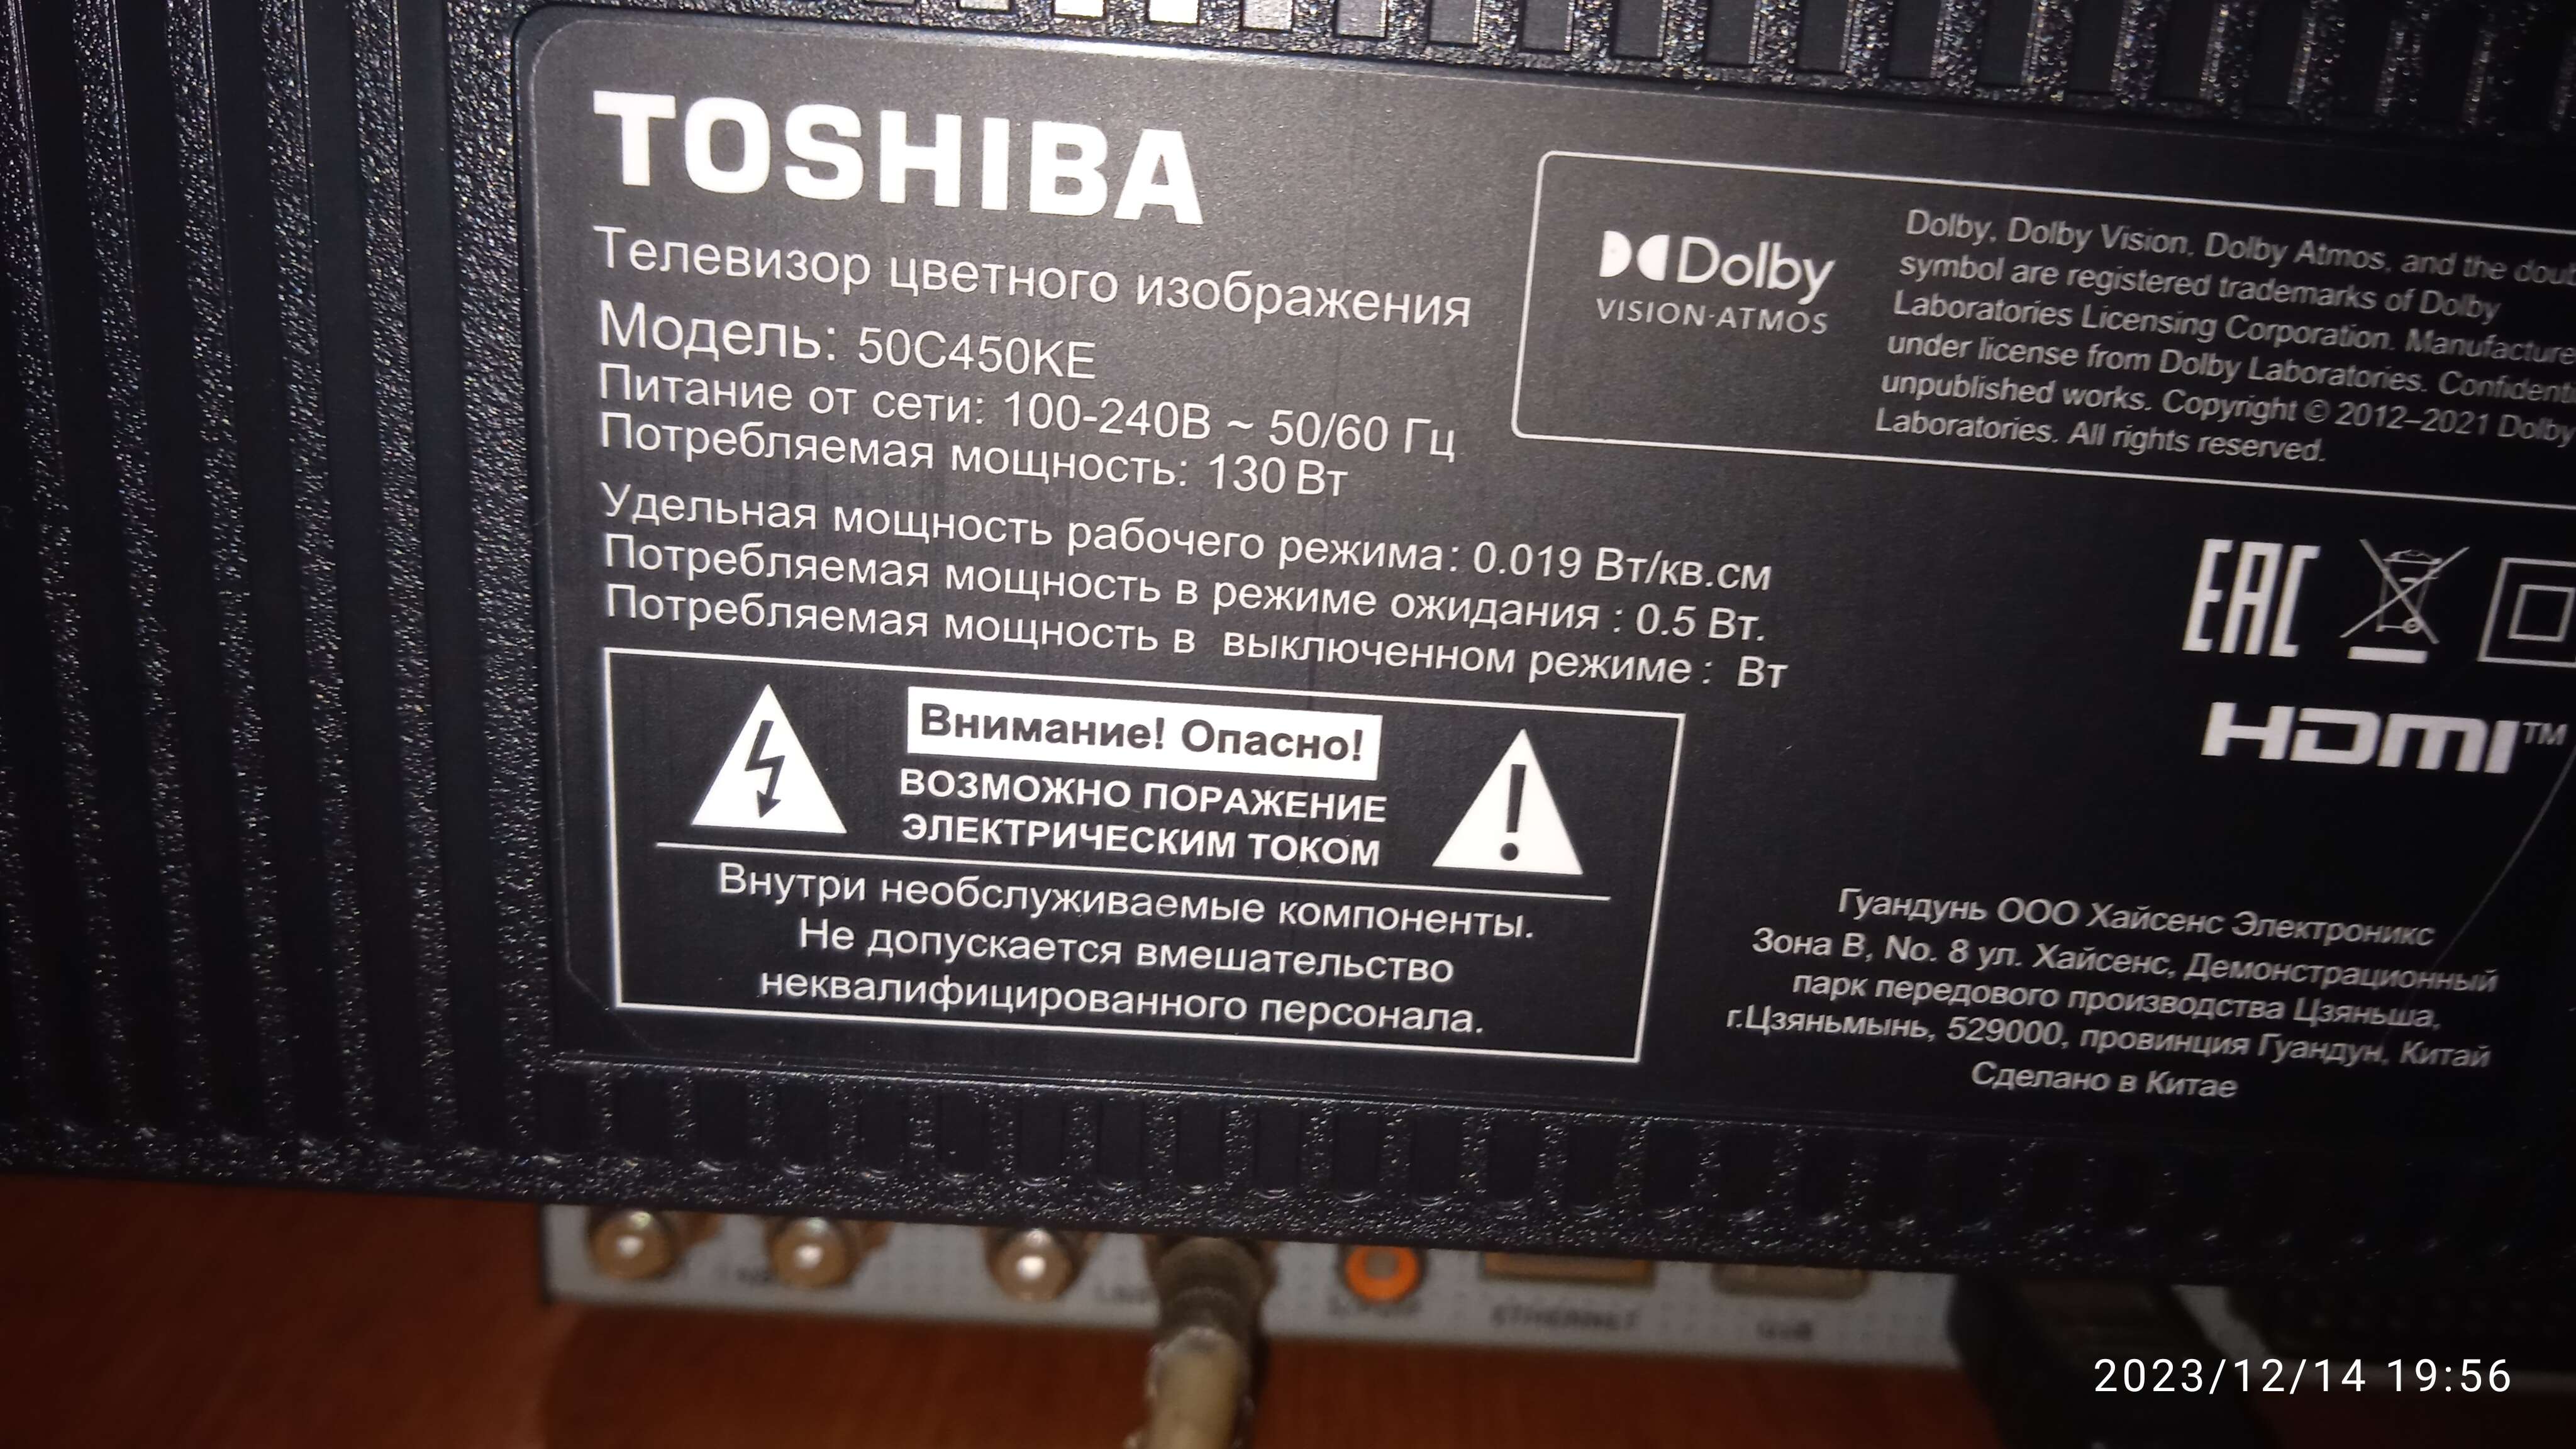 TOSHIBA
Телевизор цветного изображения
Модель: 50C450KE
Питание от сети: 100-240В ~ 50/60 Гц
Потребляемая мощность: 130 Вт
Удельная мощность рабочего режима: 0.019 Вт/кв.см
Потребляемая мощность в режиме ожидания : 0.5 Вт.
Потребляемая мощность в выключенном режиме : Вт
Внимание! Опасно!
ВОЗМОЖНО ПОРАЖЕНИЕ
ЭЛЕКТРИЧЕСКИМ ТОКОМ
Внутри необслуживаемые компоненты.
Не допускается вмешательство
неквалифицированного персонала.
Dolby
VISION·ATMOS
Dolby, Dolby Vision, Dolby Atmos, and the
symbol are registered trademarks of Dolby
Laboratories Licensing Corporation.
under license from Dolby Laboratories.
unpublished works. Copyright © 2012–2021 Dolby
Laboratories. All rights reserved.
EAC
HDMI™
Гуандунь ООО Хайсенс Электроникс
Зона B, No. 8 ул. Хайсенс, Демонстрационный
парк передового производства Цзяньша,
г.Цзяньмынь, 529000, провинция Гуандун, Китай
Сделано в Китае
ETHERNET
USB
2023/12/14 19:56